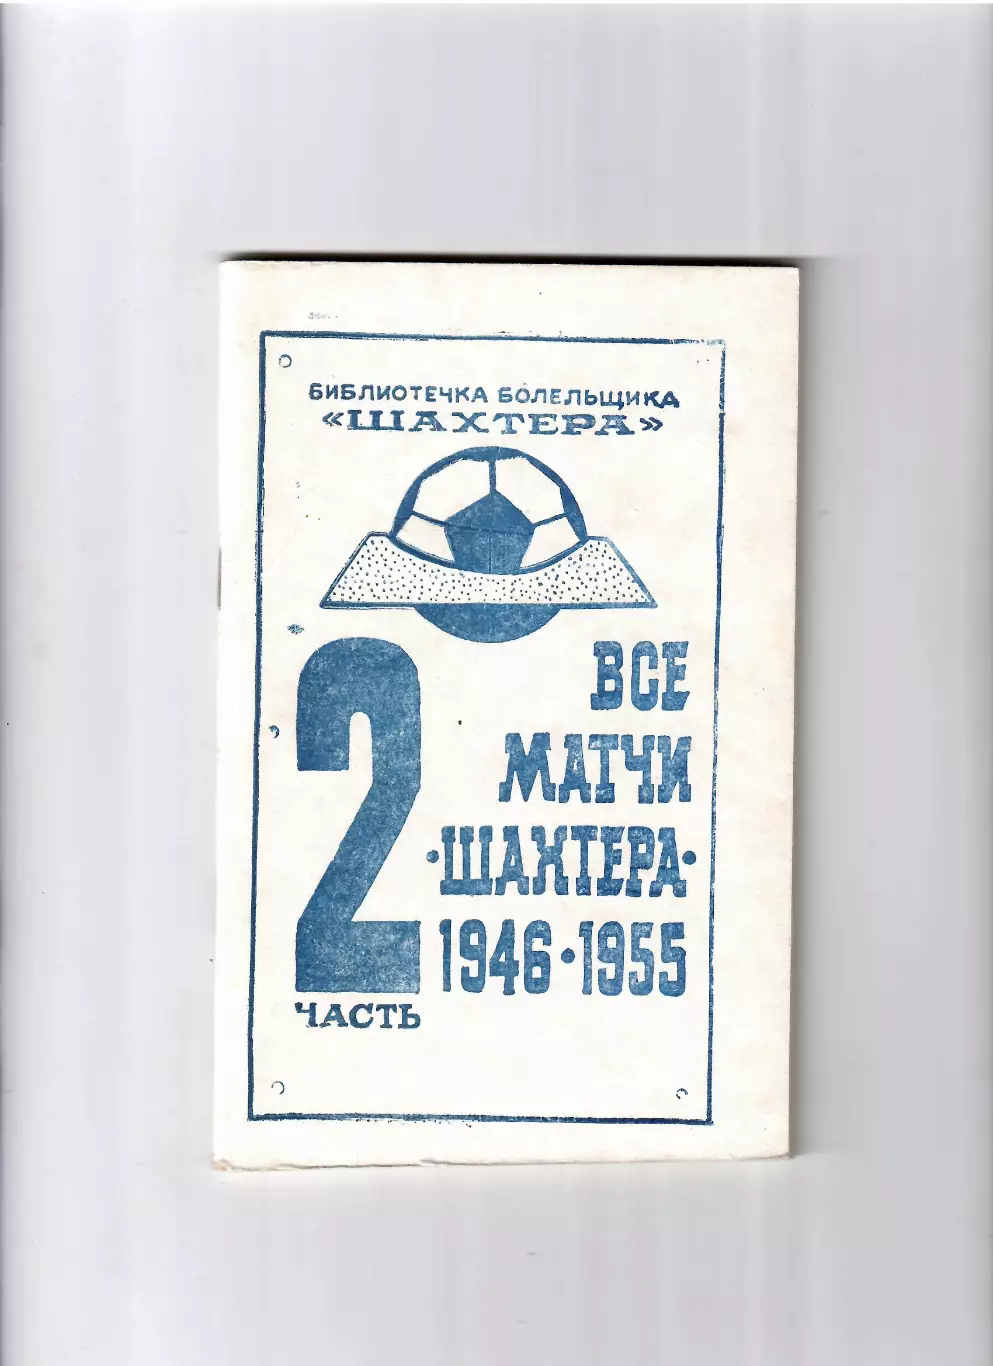 БИБЛИОТЕЧКА БОЛЕЛЬЩИКА
«ШАХТЕРА»
2
ЧАСТЬ
ВСЕ
МАТЧИ
·ШАХТЕРА·
1946·1955